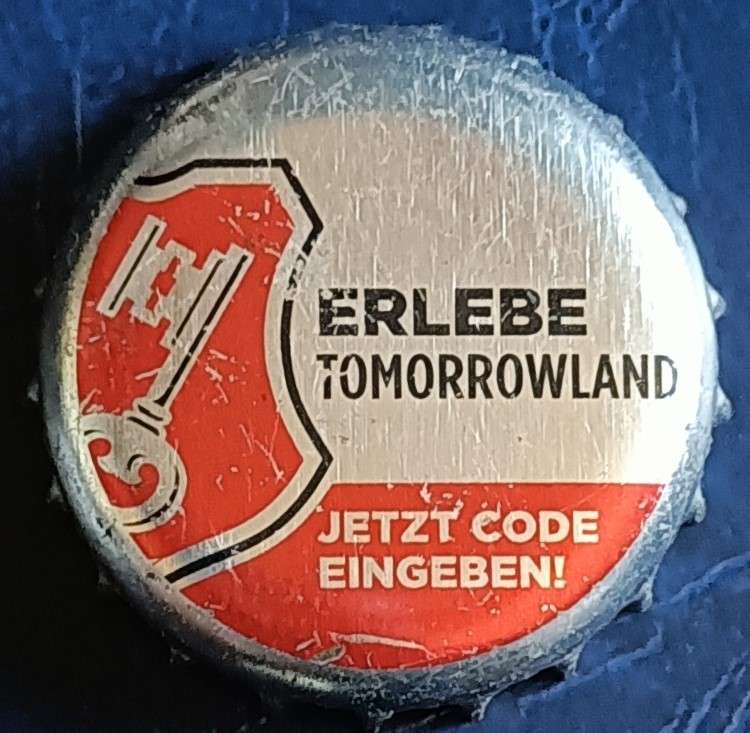 ERLEBE
TOMORROWLAND
JETZT CODE
EINGEBEN!